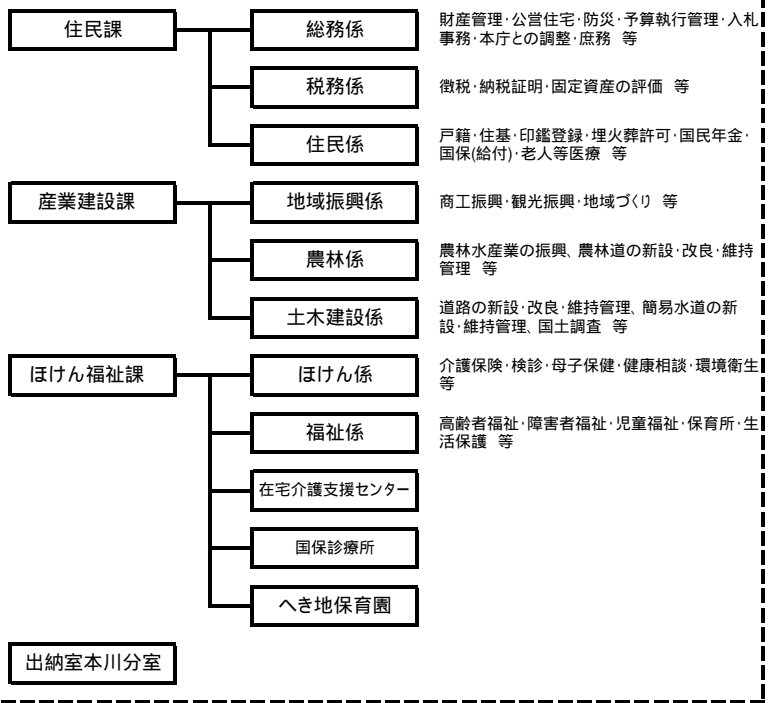 住民課
総務係
財産管理･公営住宅･防災･予算執行管理･入札
事務･本庁との調整･庶務 等
税務係
徴税･納税証明･固定資産の評価 等
住民係
戸籍･住基･印鑑登録･埋火葬許可･国民年金･
国保(給付)･老人等医療 等
産業建設課
地域振興係
商工振興･観光振興･地域づくり 等
農林係
農林水産業の振興、農林道の新設･改良･維持
管理 等
土木建設係
道路の新設･改良･維持管理、簡易水道の新
設･維持管理、国土調査 等
ほけん福祉課
ほけん係
介護保険･検診･母子保健･健康相談･環境衛生
等
福祉係
高齢者福祉･障害者福祉･児童福祉･保育所･生
活保護 等
在宅介護支援センター
国保診療所
へき地保育園
出納室本川分室